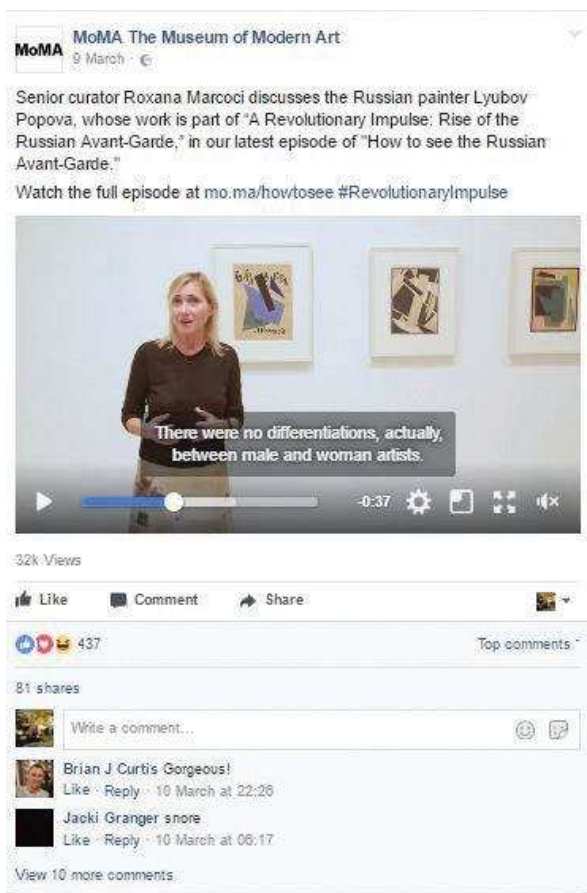 MoMA
MoMA The Museum of Modern Art
9 March ·
Senior curator Roxana Marcoci discusses the Russian painter Lyubov
Popova, whose work is part of "A Revolutionary Impulse: Rise of the
Russian Avant-Garde," in our latest episode of "How to see the Russian
Avant-Garde."
Watch the full episode at mo.ma/howtosee #RevolutionaryImpulse
There were no differentiations, actually,
between male and woman artists.
-0:37
32k Views
Like Comment Share
437 Top comments
81 shares
Write a comment...
Brian J Curtis Gorgeous!
Like · Reply · 10 March at 22:26
Jacki Granger snore
Like · Reply · 10 March at 06:17
View 10 more comments